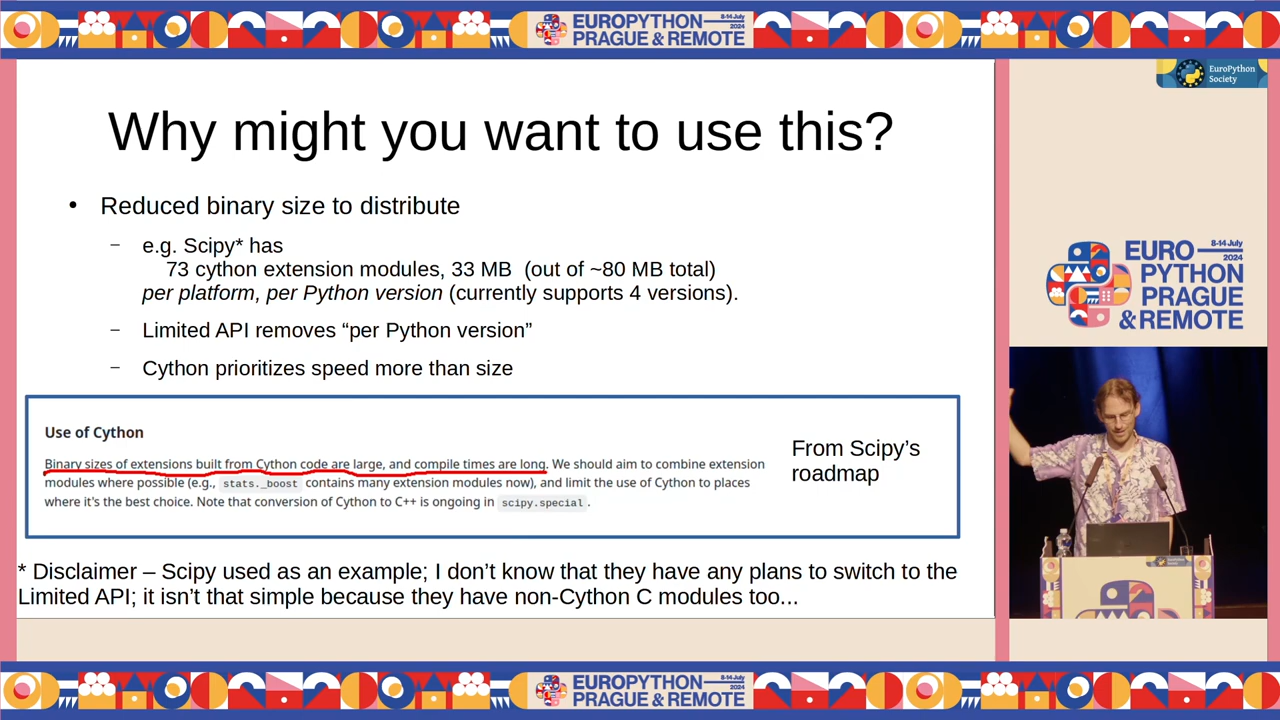 EUROPYTHON
8-14 July
2024
PRAGUE & REMOTE
EuroPython
Society
Why might you want to use this?
• Reduced binary size to distribute
– e.g. Scipy* has
73 cython extension modules, 33 MB (out of ~80 MB total)
per platform, per Python version (currently supports 4 versions).
– Limited API removes “per Python version”
– Cython prioritizes speed more than size
Use of Cython
Binary sizes of extensions built from Cython code are large, and compile times are long. We should aim to combine extension
modules where possible (e.g., stats._boost contains many extension modules now), and limit the use of Cython to places
where it's the best choice. Note that conversion of Cython to C++ is ongoing in scipy.special .
From Scipy’s
roadmap
* Disclaimer – Scipy used as an example; I don’t know that they have any plans to switch to the
Limited API; it isn’t that simple because they have non-Cython C modules too...
EURO
8-14 July
2024
PYTHON
PRAGUE
& REMOTE
EUROPYTHON
8-14 July
2024
PRAGUE & REMOTE